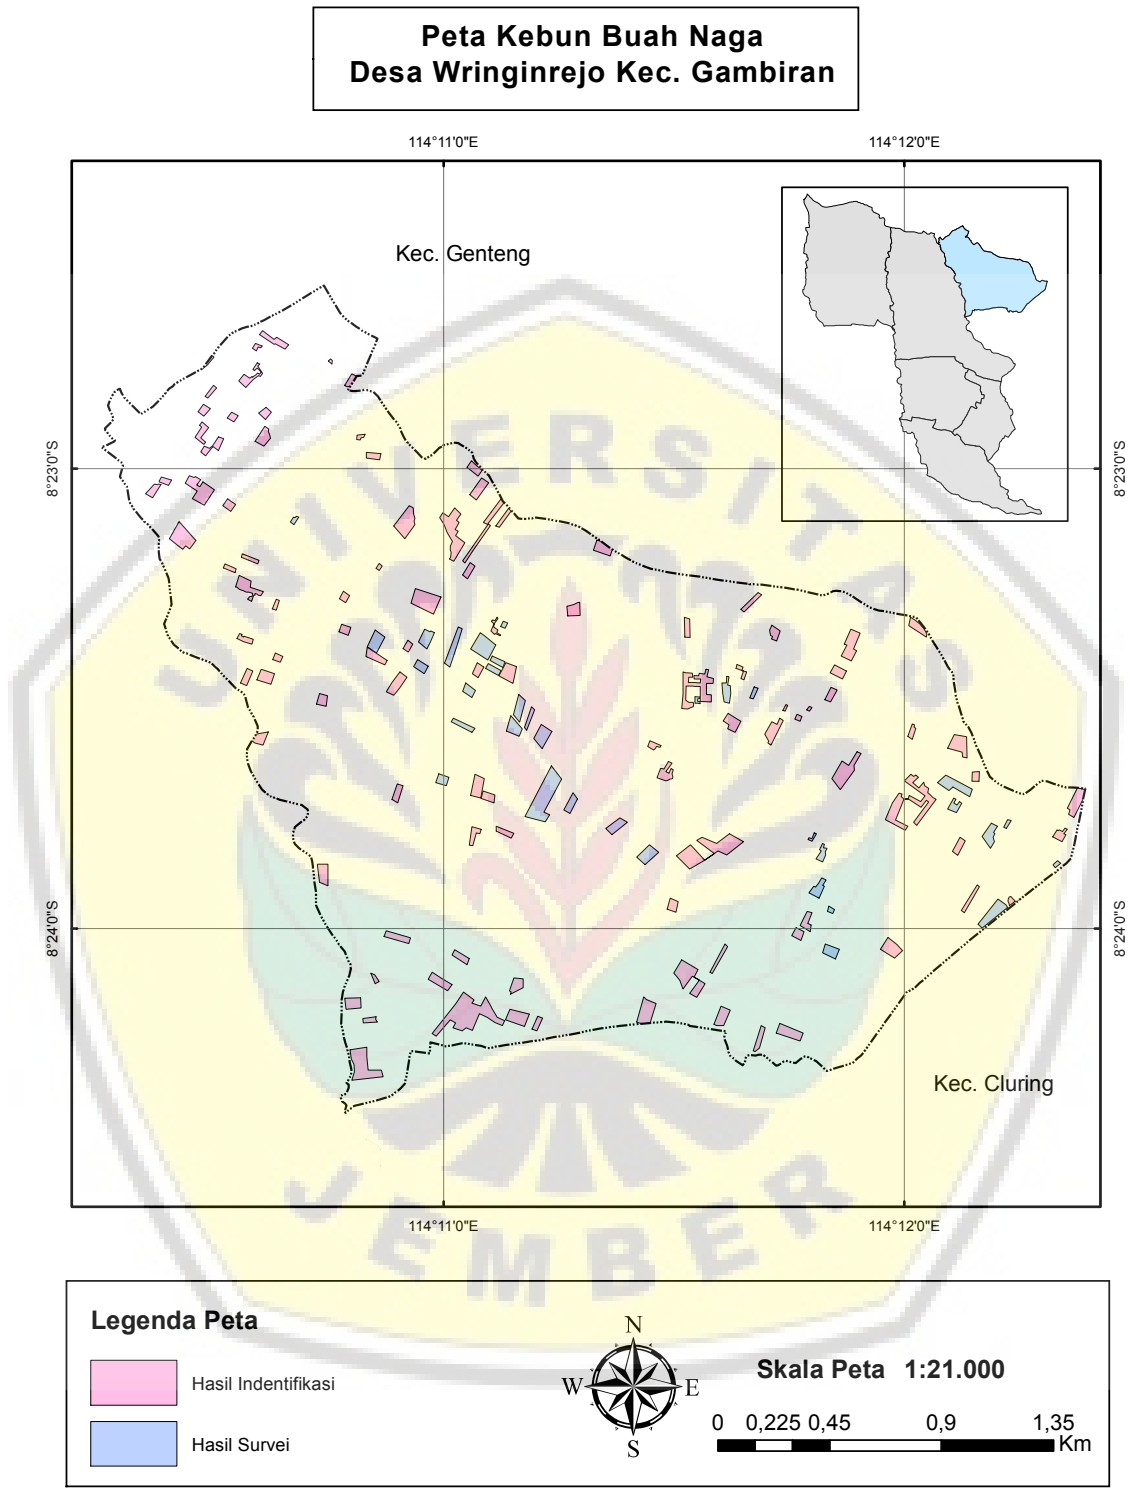 Peta Kebun Buah Naga
Desa Wringinrejo Kec. Gambiran
114°11'0"E
114°12'0"E
Kec. Genteng
8°23'0"S
8°23'0"S
UNIVERSITAS
8°24'0"S
8°24'0"S
Kec. Cluring
JEMBER
114°11'0"E
114°12'0"E
Legenda Peta
Hasil Indentifikasi
Hasil Survei
N
W
E
S
Skala Peta 1:21.000
0 0,225 0,45 0,9 1,35
Km